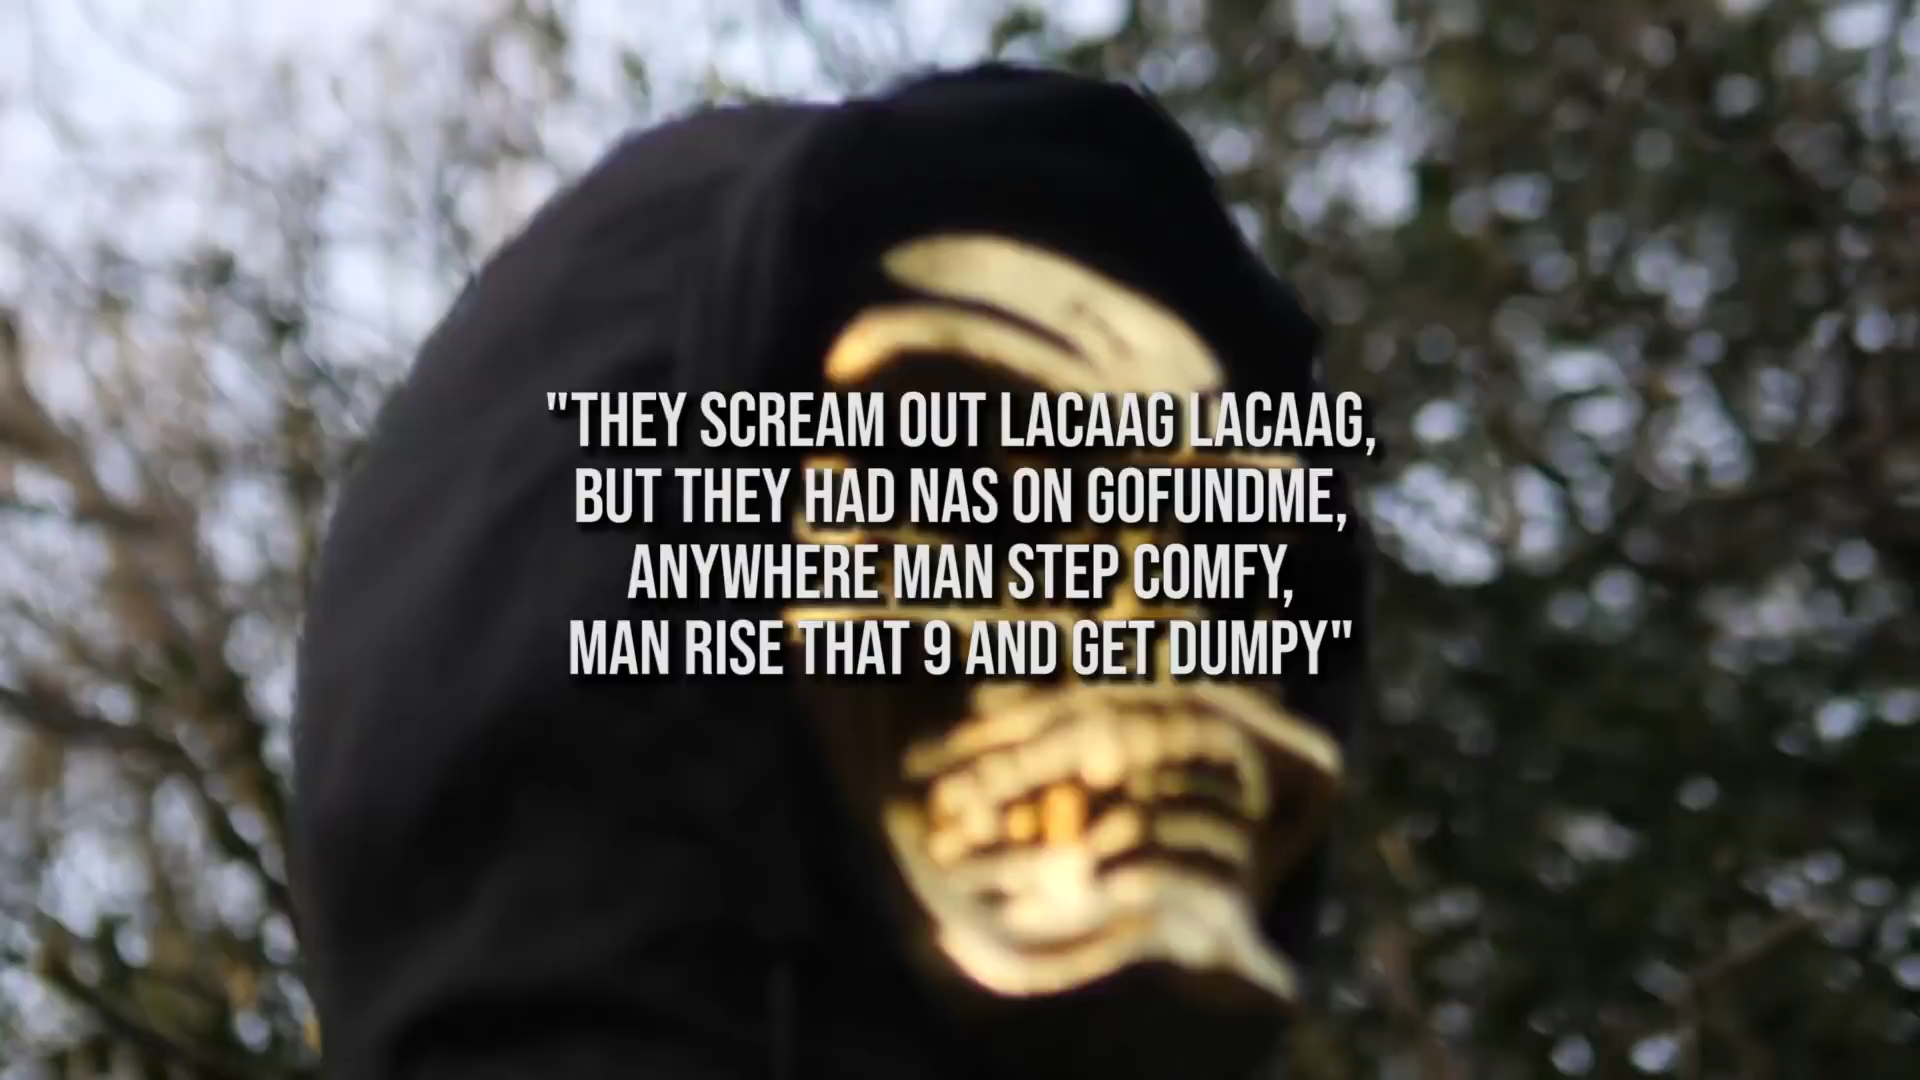 "THEY SCREAM OUT LACAAG LACAAG,
BUT THEY HAD NAS ON GOFUNDME,
ANYWHERE MAN STEP COMFY,
MAN RISE THAT 9 AND GET DUMPY"